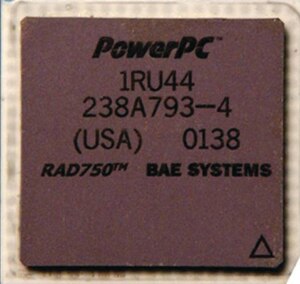 PowerPC™
1RU44
238A793-4
(USA) 0138
RAD750™ BAE SYSTEMS